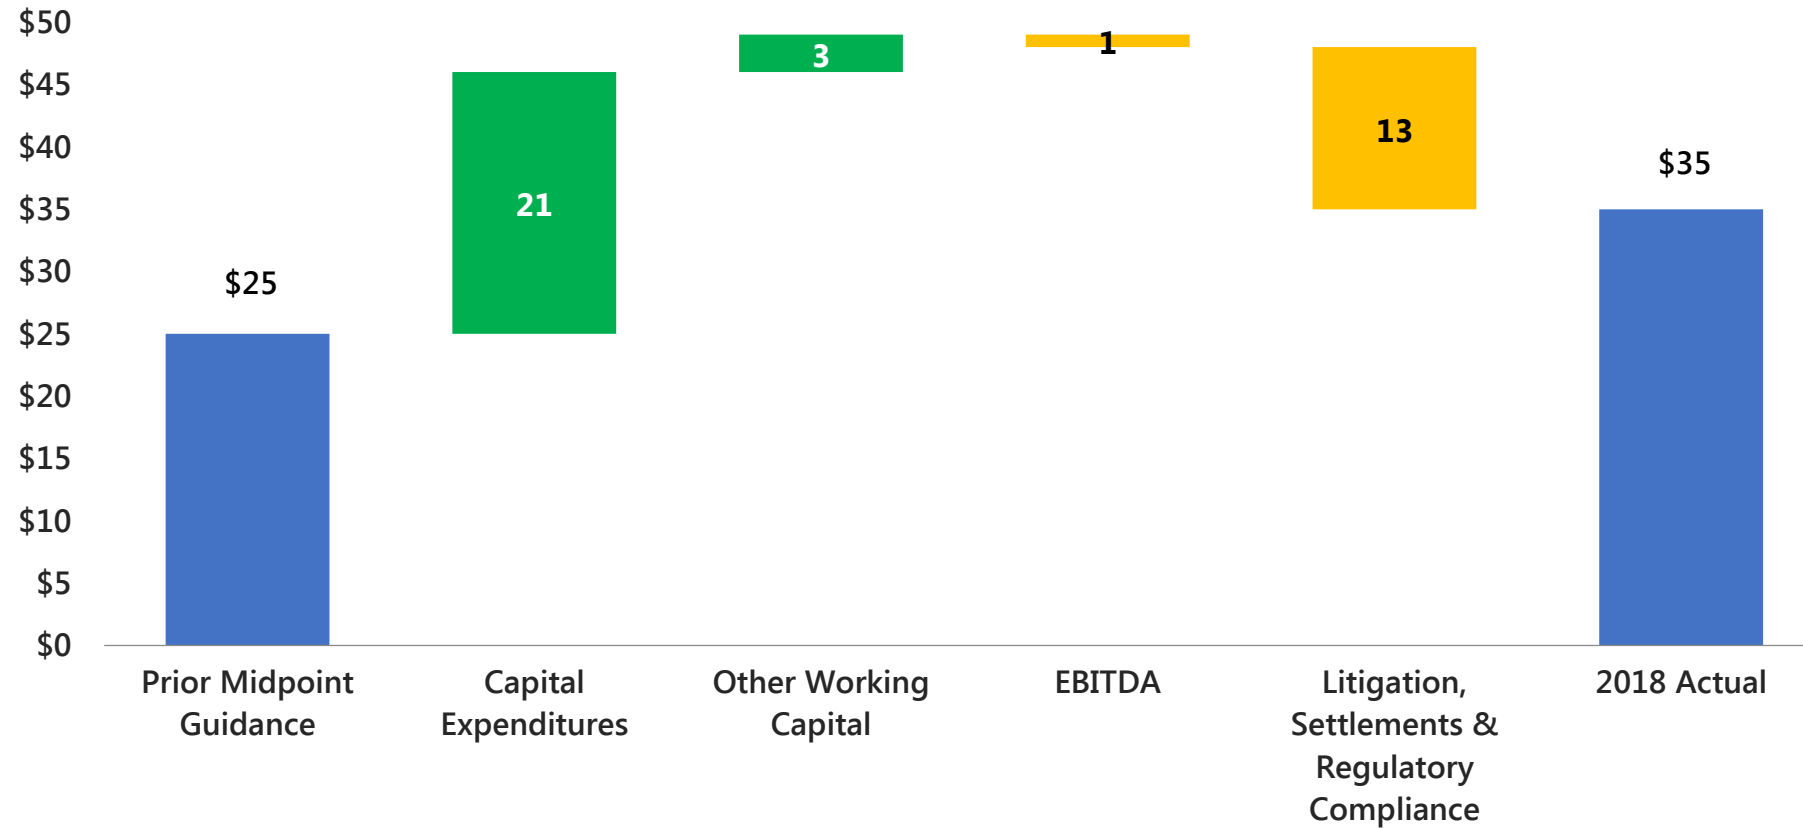 $50
$45
$40
$35
$30
$25
$20
$15
$10
$5
$0
$25
21
3
1
13
$35
Prior Midpoint
Guidance
Capital
Expenditures
Other Working
Capital
EBITDA
Litigation,
Settlements &
Regulatory
Compliance
2018 Actual